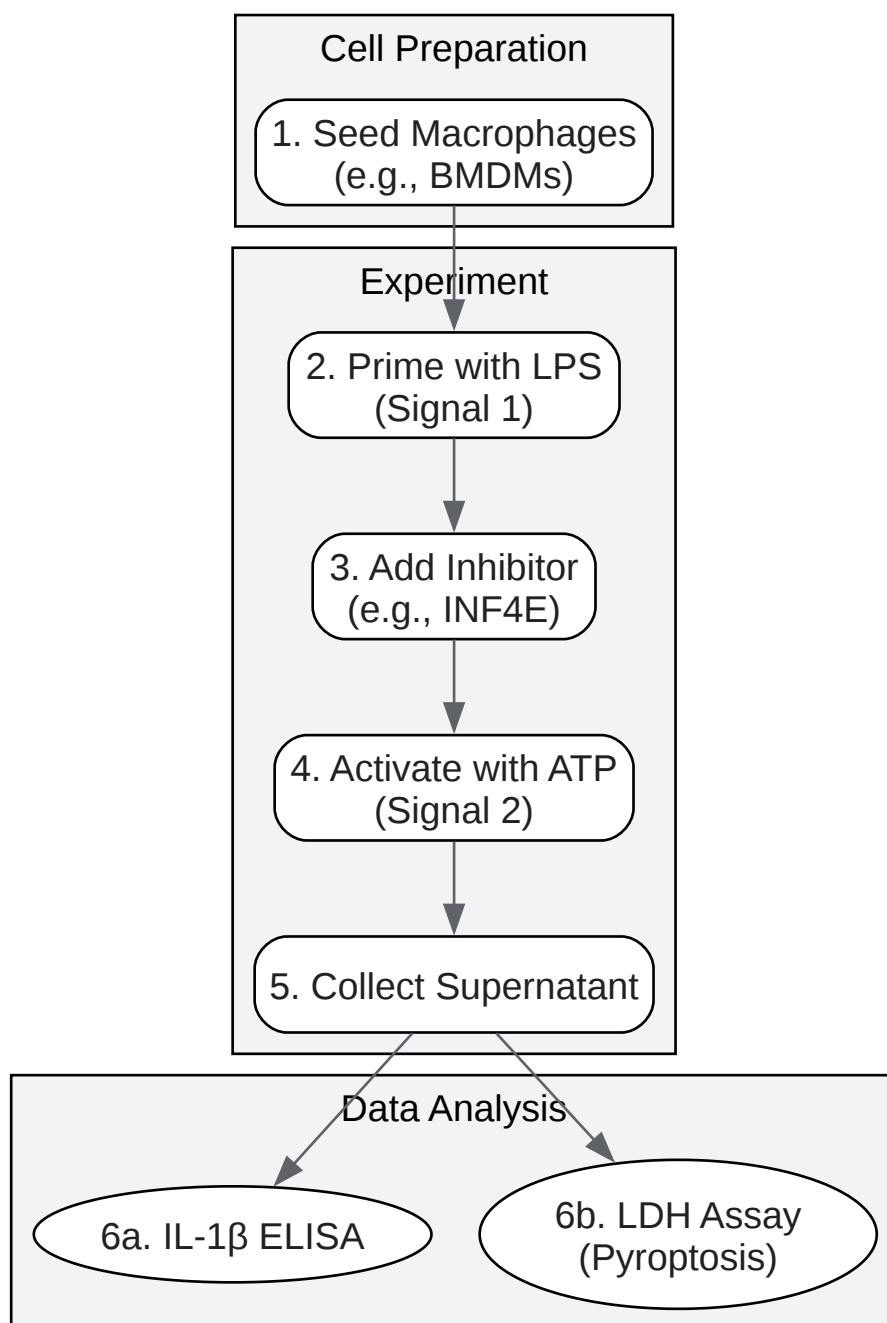 Cell Preparation
1. Seed Macrophages
(e.g., BMDMs)
Experiment
2. Prime with LPS
(Signal 1)
3. Add Inhibitor
(e.g., INF4E)
4. Activate with ATP
(Signal 2)
5. Collect Supernatant
Data Analysis
6a. IL-1β ELISA
6b. LDH Assay
(Pyroptosis)